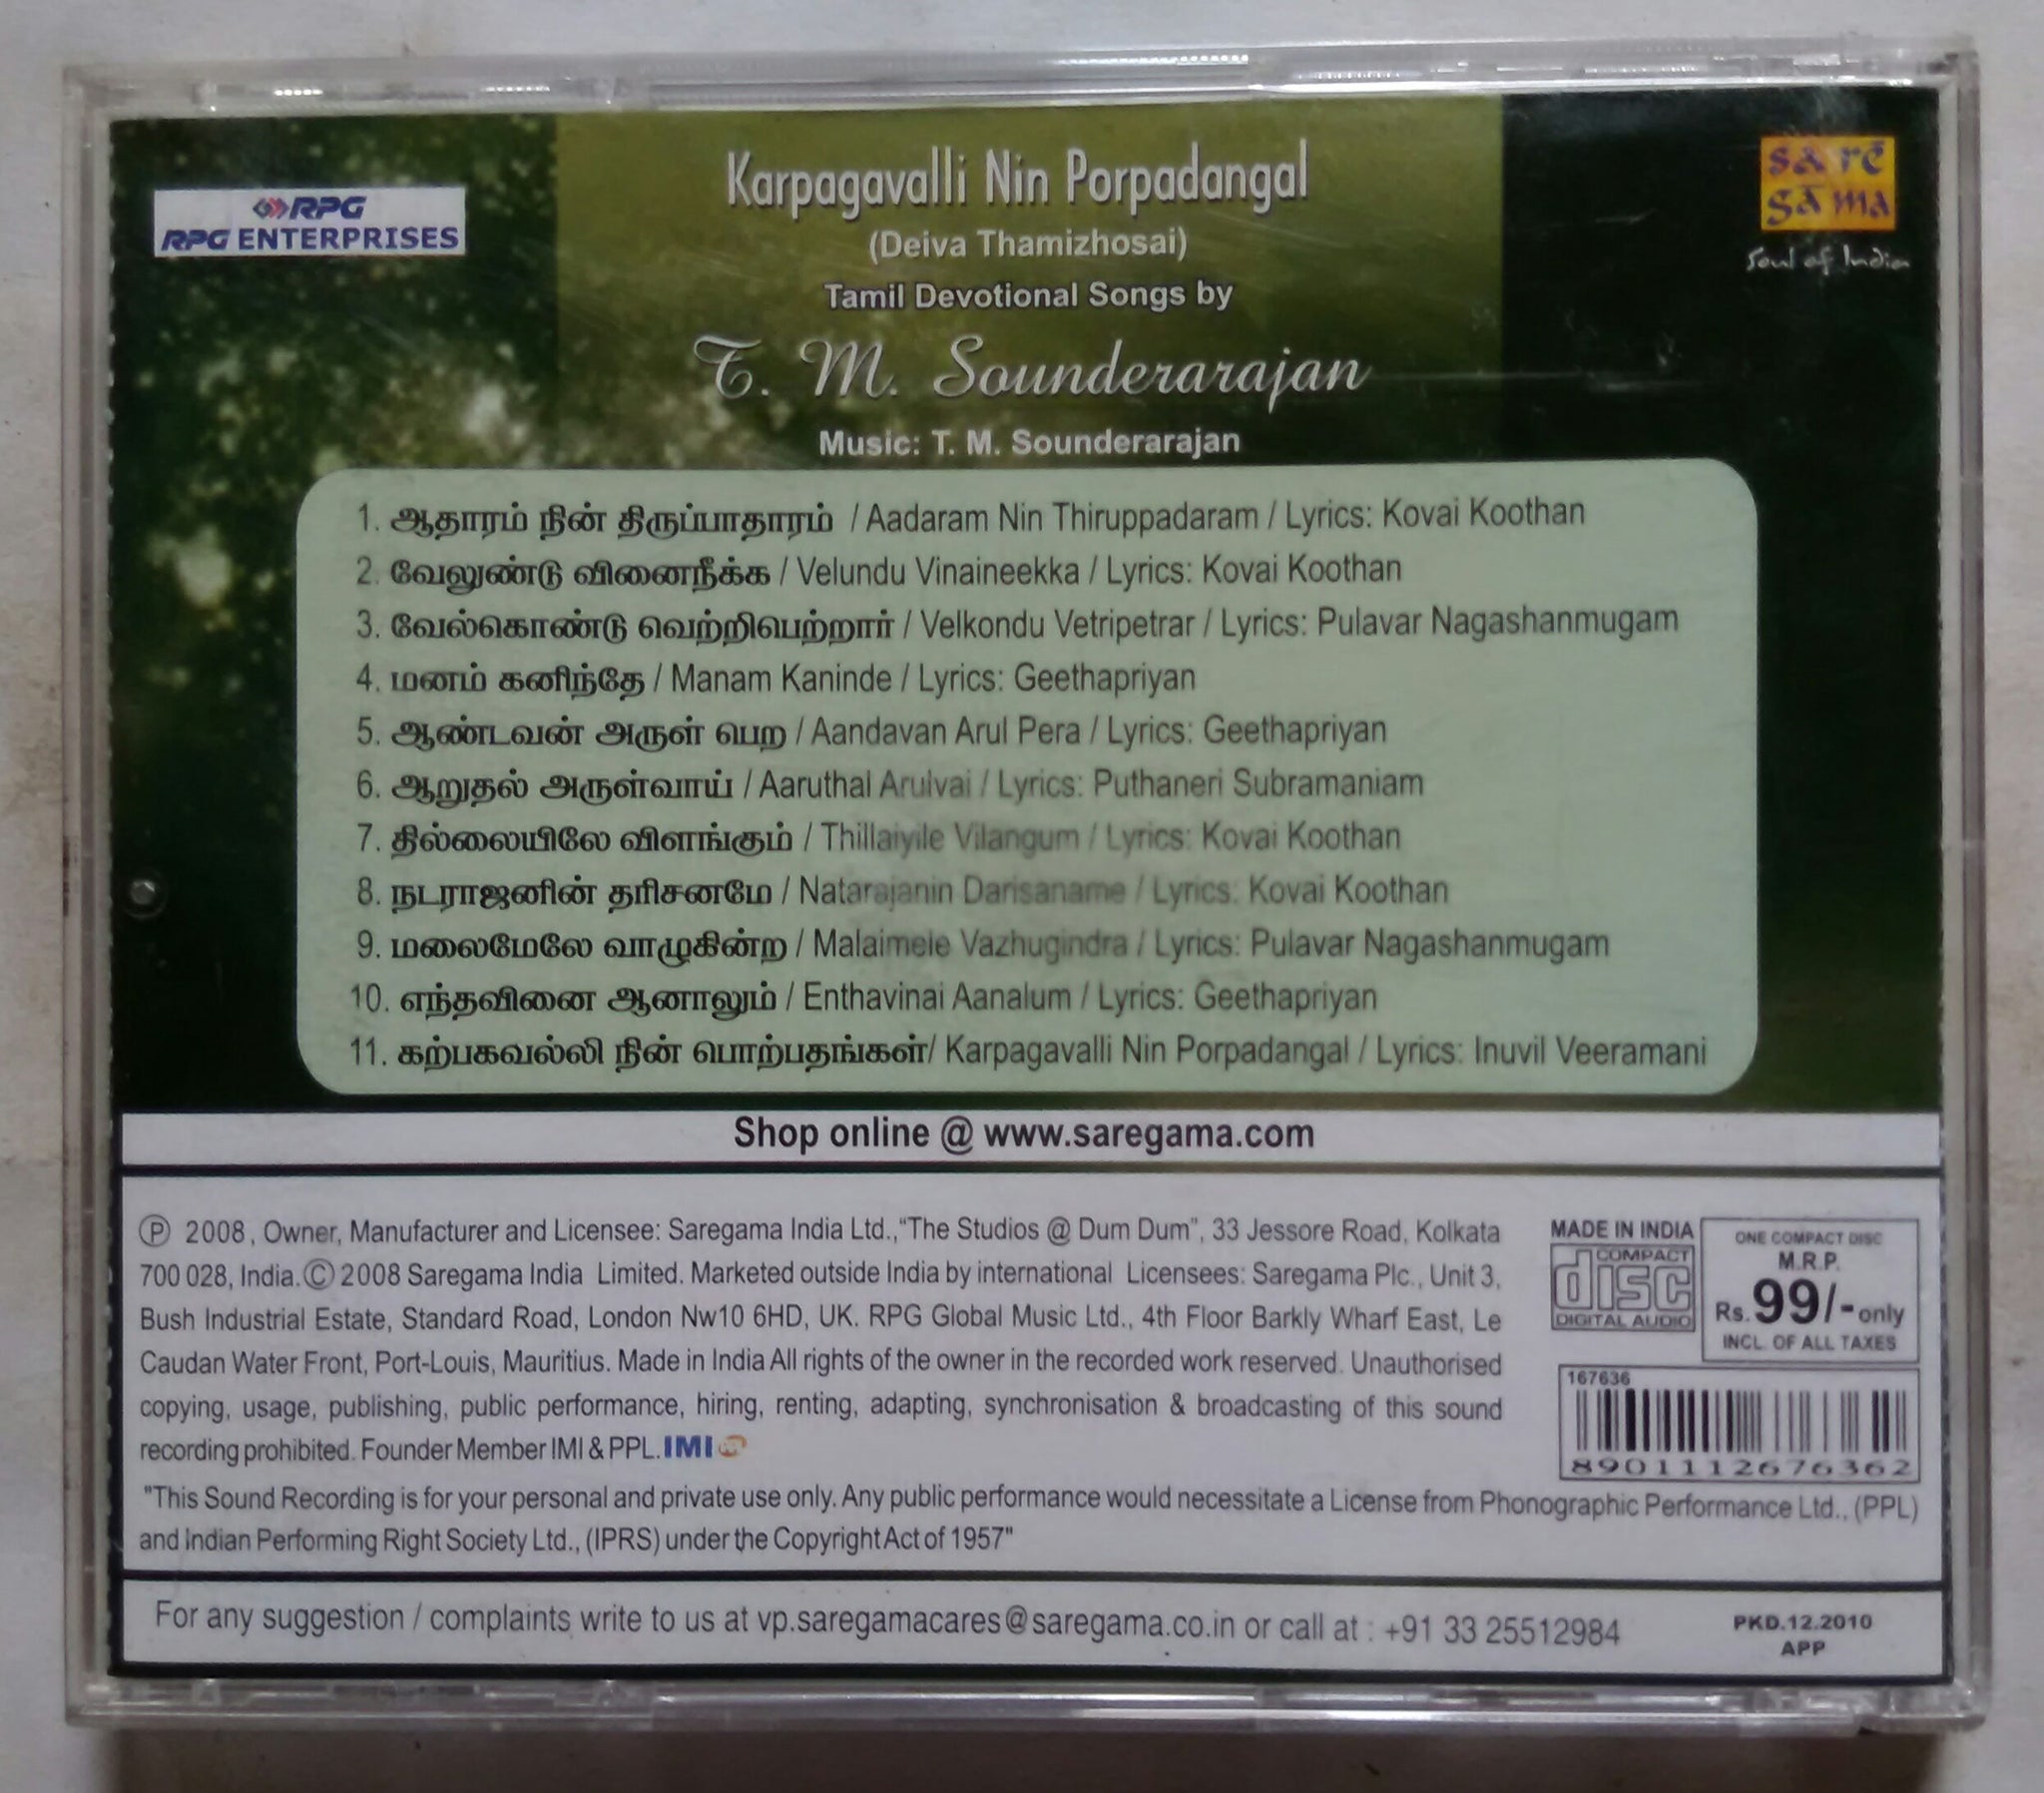 RPG
RPG ENTERPRISES
Karpagavalli Nin Porpadangal
(Deiva Thamizhosai)
Tamil Devotional Songs by
T. M. Sounderarajan
Music: T. M. Sounderarajan
sa re
ga ma
Soul of India
1. ஆதாரம் நின் திருப்பாதாரம் / Aadaram Nin Thiruppadaram / Lyrics: Kovai Koothan
2. வேலுண்டு வினைநீக்க / Velundu Vinaineekka / Lyrics: Kovai Koothan
3. வேல்கொண்டு வெற்றிபெற்றார் / Velkondu Vetripetrar / Lyrics: Pulavar Nagashanmugam
4. மனம் கனிந்தே / Manam Kaninde / Lyrics: Geethapriyan
5. ஆண்டவன் அருள் பெற / Aandavan Arul Pera / Lyrics: Geethapriyan
6. ஆறுதல் அருள்வாய் / Aaruthal Arulvai / Lyrics: Puthaneri Subramaniam
7. தில்லையிலே விளங்கும் / Thillaiyile Vilangum / Lyrics: Kovai Koothan
8. நடராஜனின் தரிசனமே / Natarajanin Darisaname / Lyrics: Kovai Koothan
9. மலைமேலே வாழுகின்ற / Malaimele Vazhugindra / Lyrics: Pulavar Nagashanmugam
10. எந்தவினை ஆனாலும் / Enthavinai Aanalum / Lyrics: Geethapriyan
11. கற்பகவல்லி நின் பொற்பதங்கள்/ Karpagavalli Nin Porpadangal / Lyrics: Inuvil Veeramani
Shop online @ www.saregama.com
Ⓟ 2008, Owner, Manufacturer and Licensee: Saregama India Ltd.,“The Studios @ Dum Dum”, 33 Jessore Road, Kolkata
700 028, India.Ⓒ 2008 Saregama India Limited. Marketed outside India by international Licensees: Saregama Plc., Unit 3,
Bush Industrial Estate, Standard Road, London Nw10 6HD, UK. RPG Global Music Ltd., 4th Floor Barkly Wharf East, Le
Caudan Water Front, Port-Louis, Mauritius. Made in India All rights of the owner in the recorded work reserved. Unauthorised
copying, usage, publishing, public performance, hiring, renting, adapting, synchronisation & broadcasting of this sound
recording prohibited. Founder Member IMI & PPL. IMI
MADE IN INDIA
COMPACT
disc
DIGITAL AUDIO
ONE COMPACT DISC
M.R.P.
Rs. 99/- only
INCL. OF ALL TAXES
167636
8901112676362
"This Sound Recording is for your personal and private use only. Any public performance would necessitate a License from Phonographic Performance Ltd., (PPL)
and Indian Performing Right Society Ltd., (IPRS) under the Copyright Act of 1957"
For any suggestion / complaints write to us at vp.saregamacares@saregama.co.in or call at : +91 33 25512984
PKD.12.2010
APP